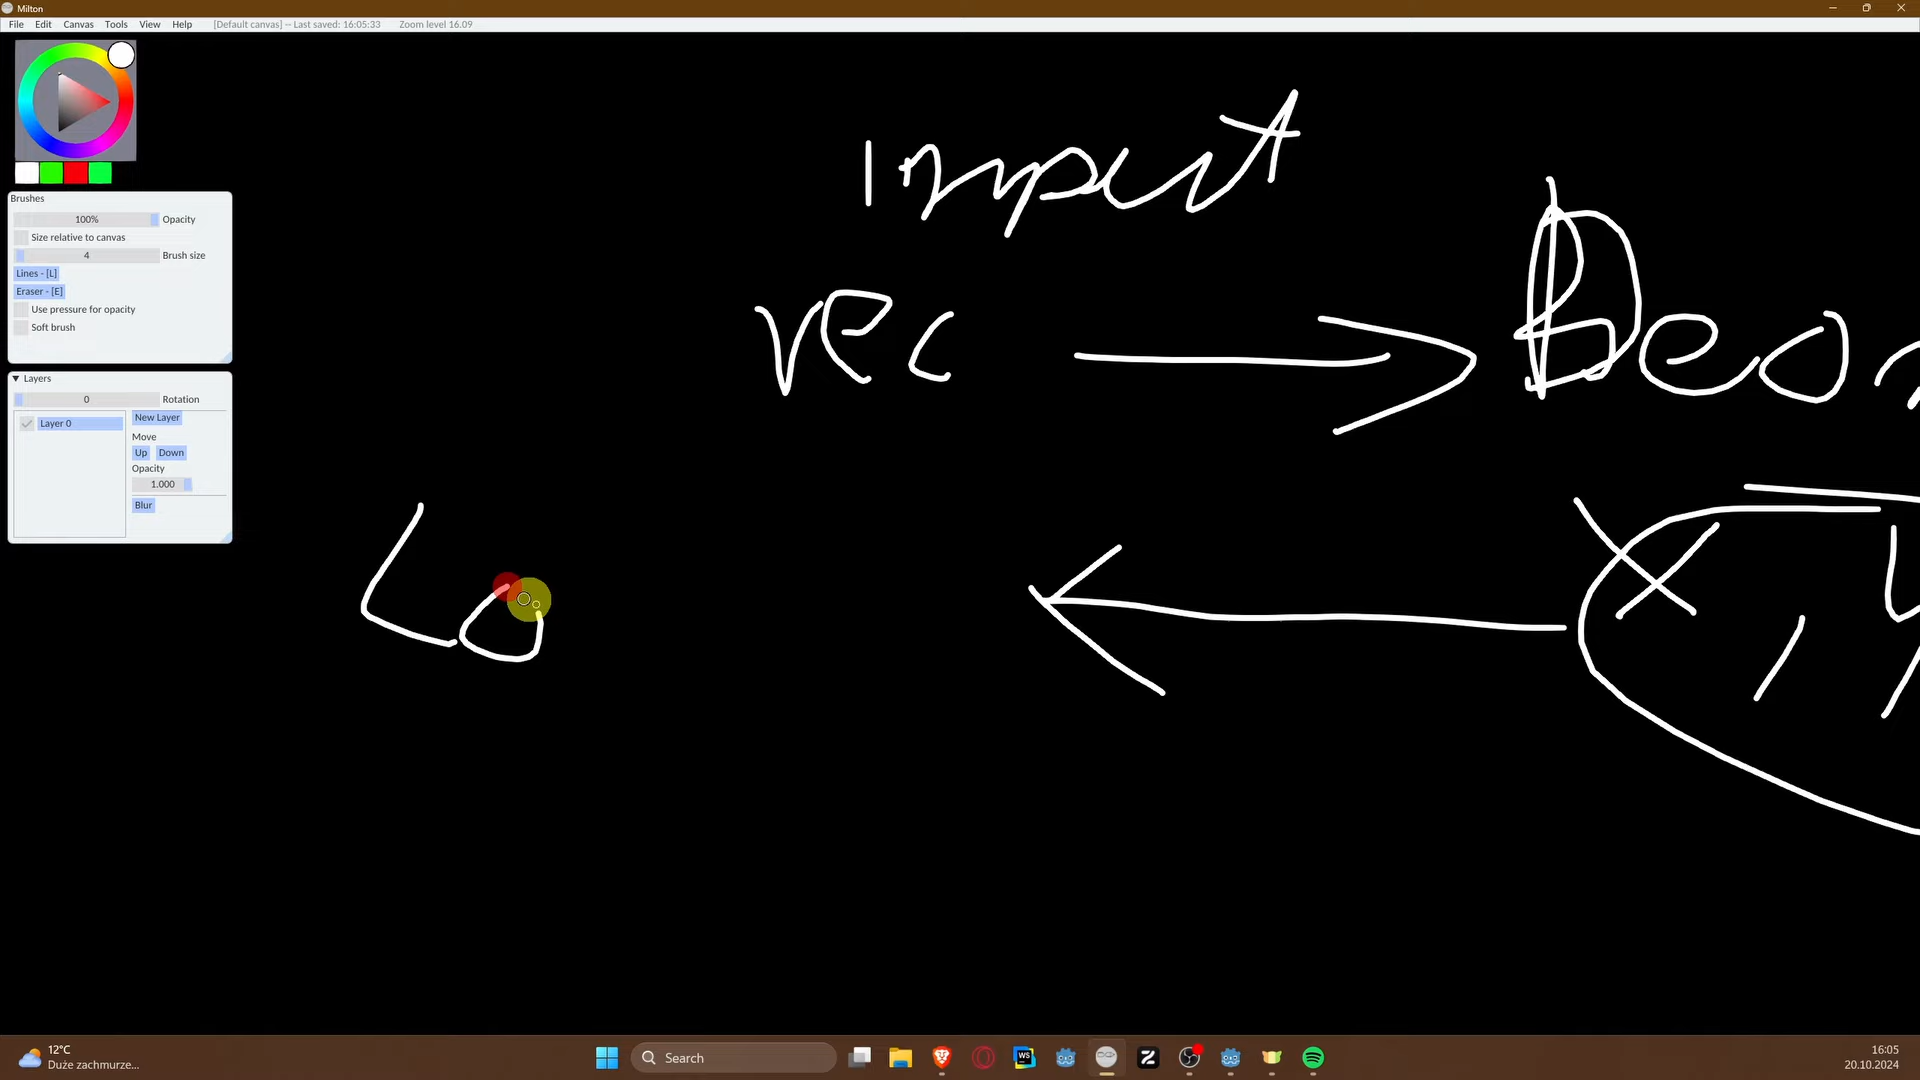 Milton
File Edit Canvas Tools View Help [Default canvas] -- Last saved: 16:05:33 Zoom level 16.09
Brushes
100% Opacity
Size relative to canvas
4 Brush size
Lines - [L]
Eraser - [E]
Use pressure for opacity
Soft brush
Layers
0 Rotation
Layer 0
New Layer
Move
Up Down
Opacity
1.000
Blur
Input
vec
x,
Lo
12°C
Duże zachmurze...
Search
WS
16:05
20.10.2024